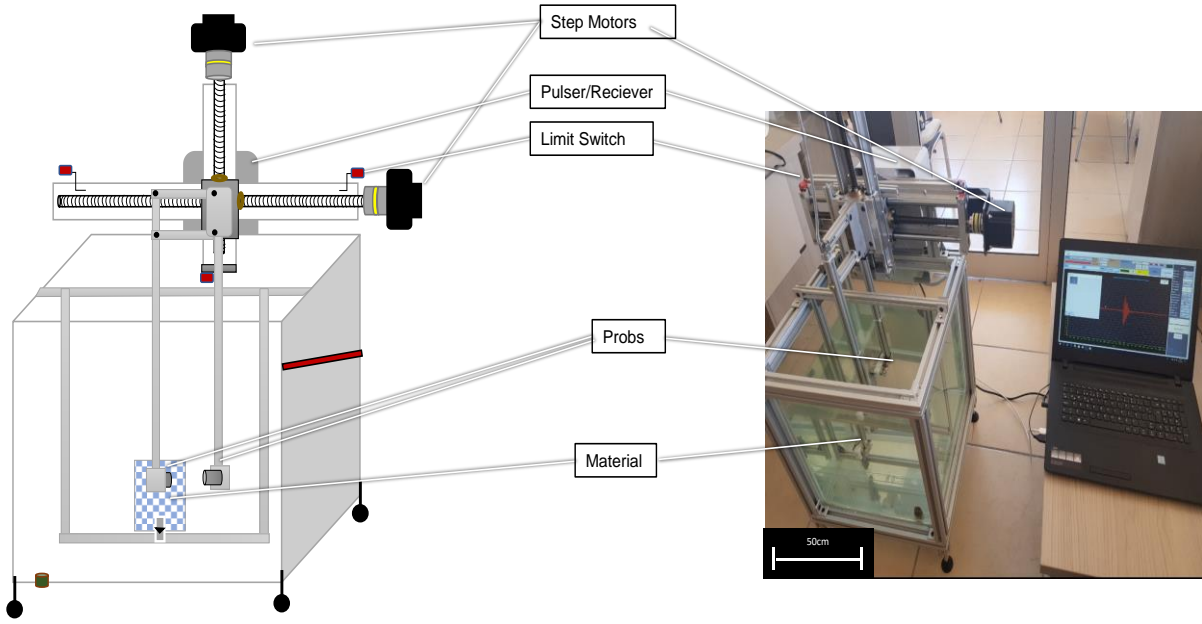 Step Motors
Pulser/Reciever
Limit Switch
Probs
Material
50cm